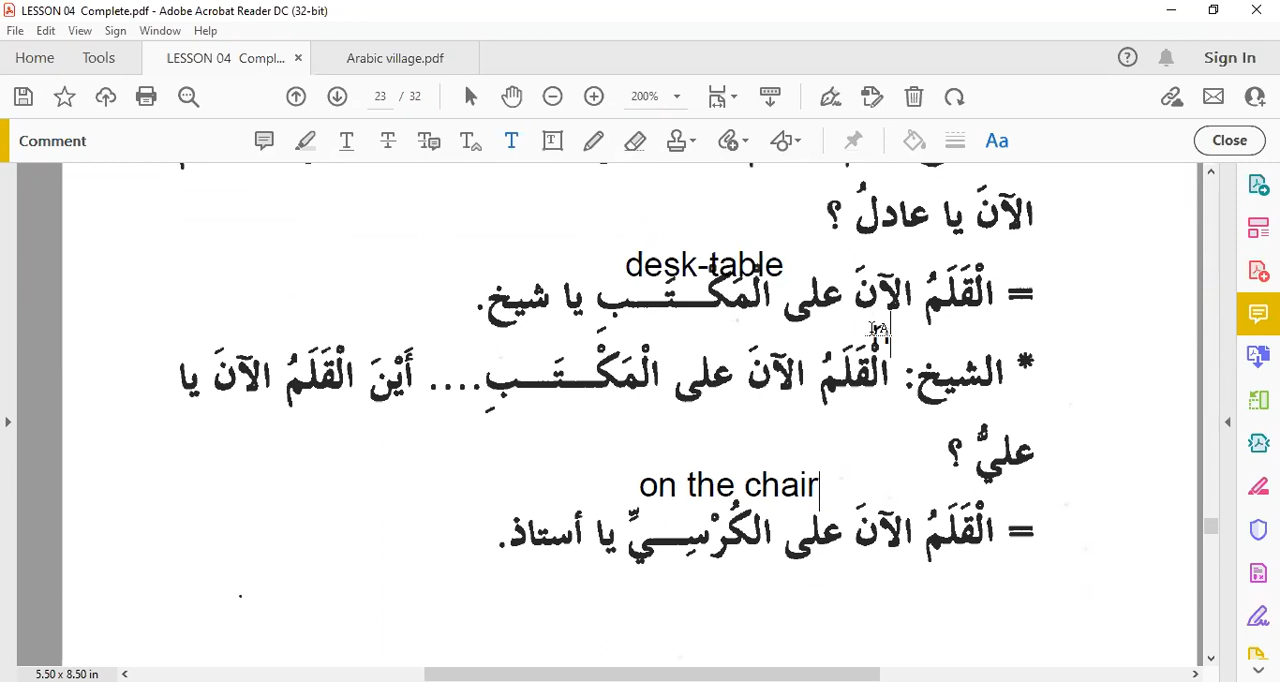 LESSON 04 Complete.pdf - Adobe Acrobat Reader DC (32-bit)
File Edit View Sign Window Help
Home Tools LESSON 04 Compl... × Arabic village.pdf Sign In
23 / 32 200%
Comment Close
الآنَ يا عادلُ ؟
desk-table
= الْقَلَمُ الآنَ على الْمَكْـــتَـــبِ يا شيخ.
* الشيخ: الْقَلَمُ الآنَ على الْمَكْـــتَـــبِ.... أَيْنَ الْقَلَمُ الآنَ يا
عليُّ ؟
on the chair
= الْقَلَمُ الآنَ على الكُرْسِـــيِّ يا أستاذ.
5.50 x 8.50 in